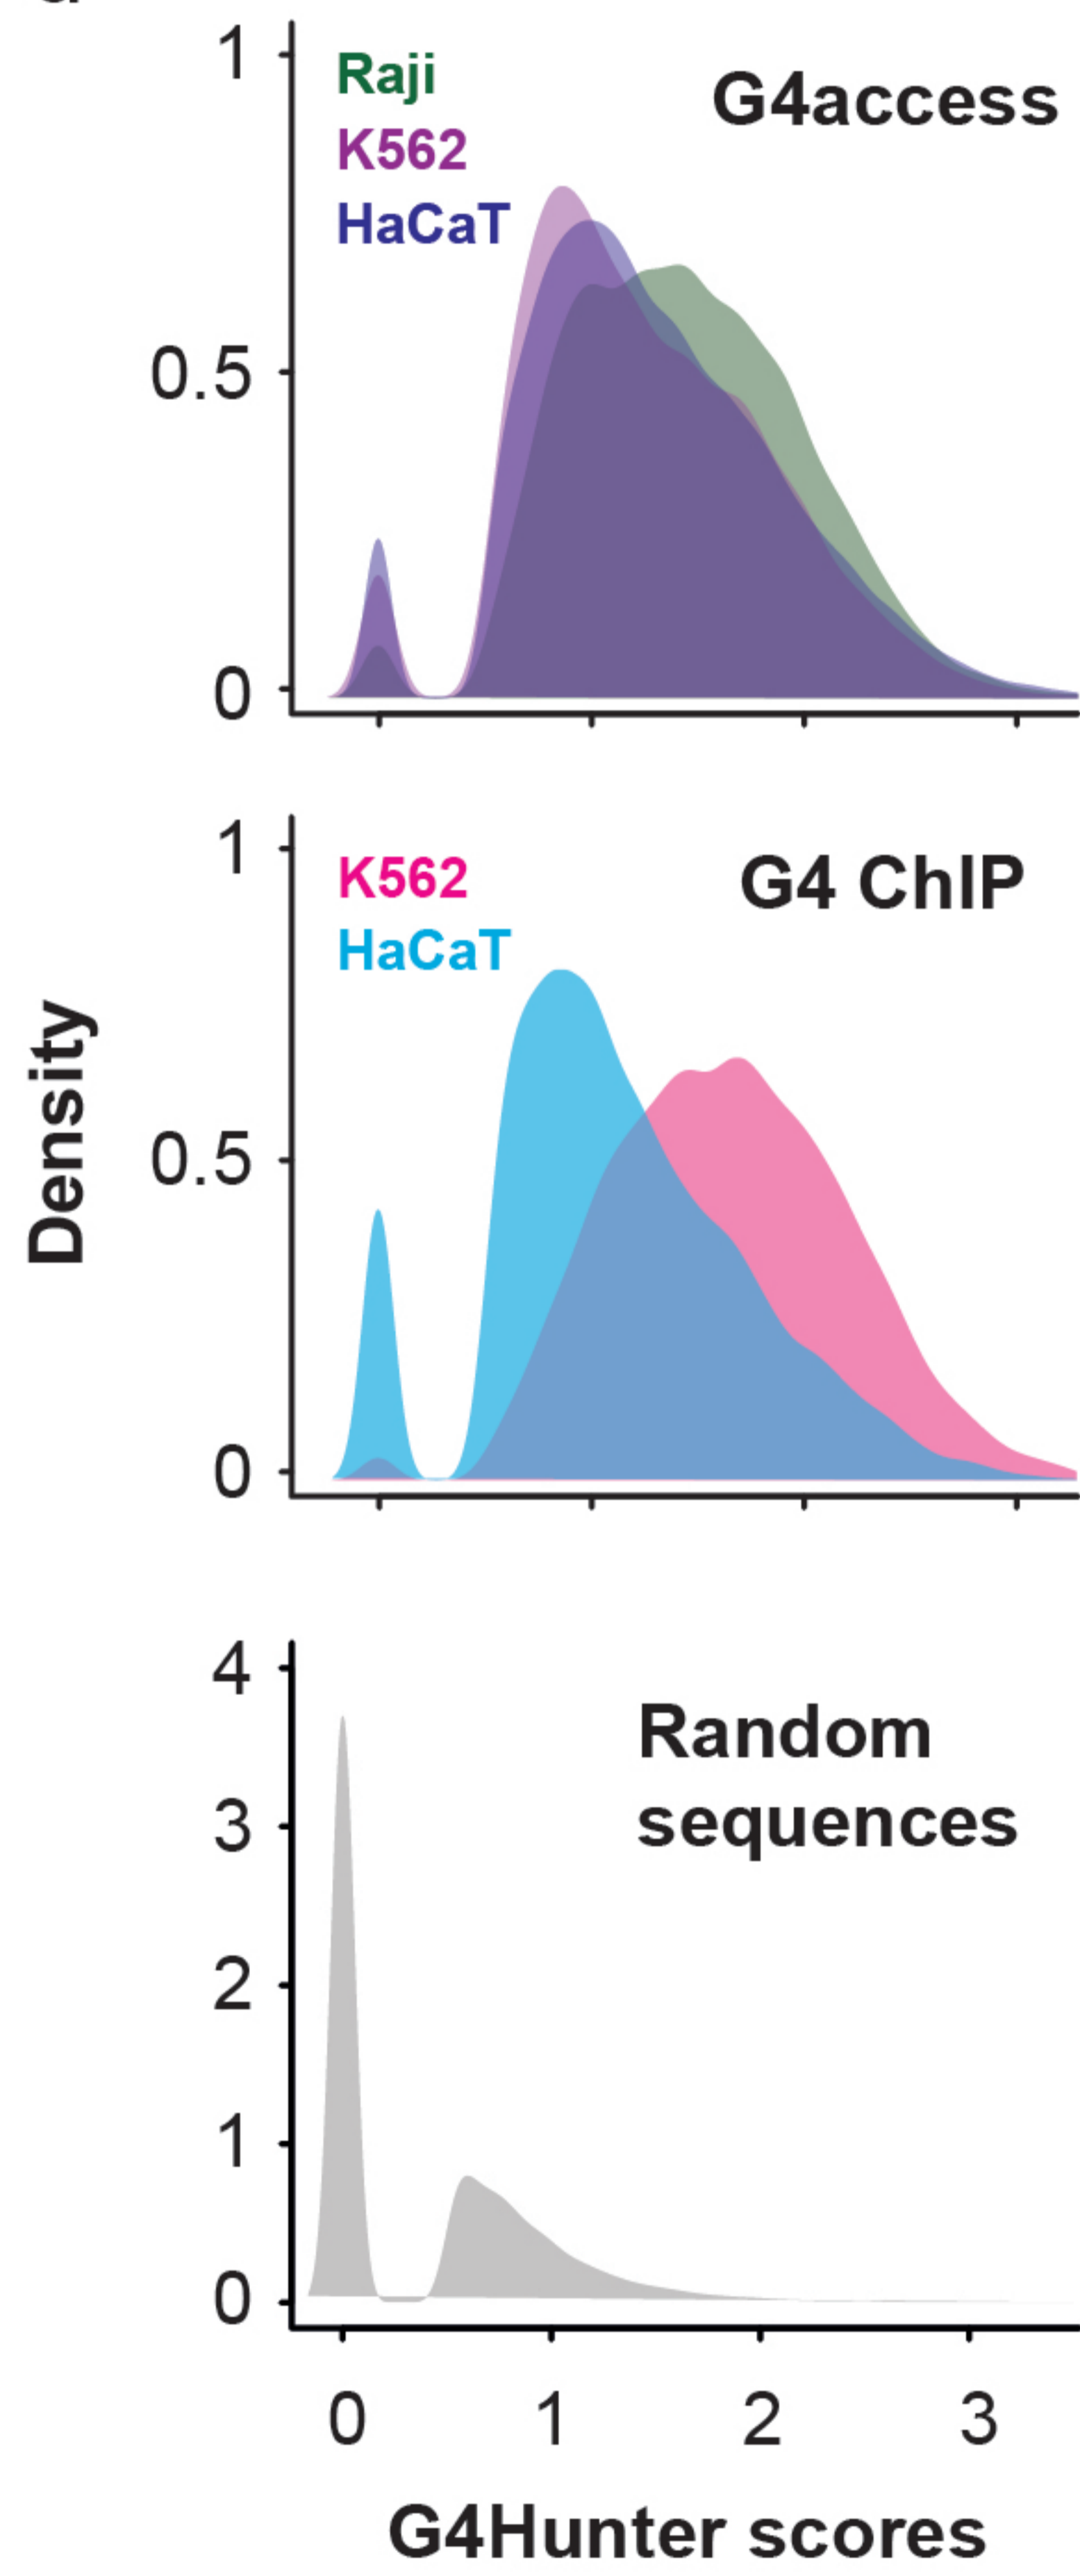 1
Raji
G4access
K562
HaCaT
0.5
0
1
K562
G4 ChIP
HaCaT
Density
0.5
0
4
Random
sequences
3
2
1
0
0 1 2 3
G4Hunter scores